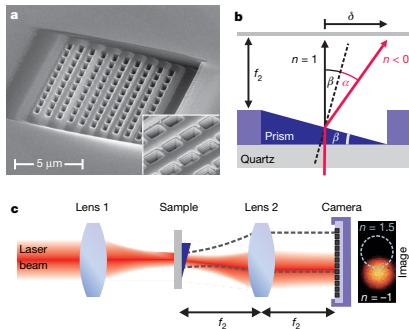 a
5 μm
b
δ
f2
n = 1
β
α
n < 0
Prism
β
Quartz
c
Lens 1
Sample
Lens 2
Camera
Laser
beam
n = 1.5
n = −1
Image
f2
f2